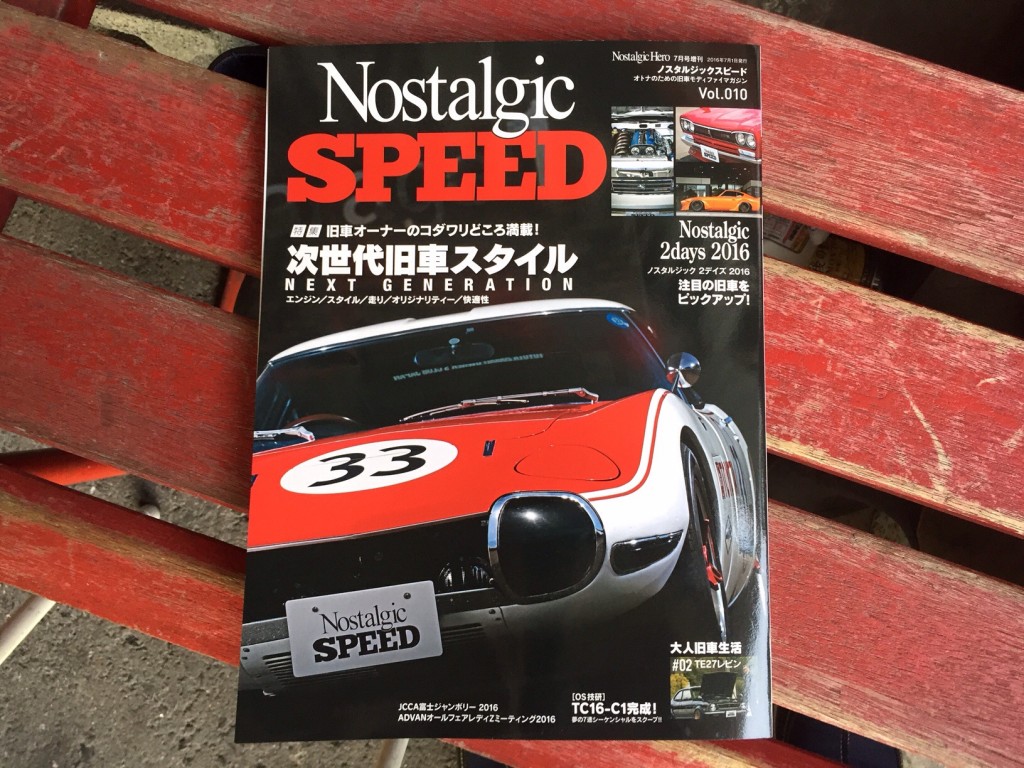 Nostalgic
SPEED
Nostalgic Hero 7月号増刊 2016年7月1日発行
ノスタルジックスピード
オトナのための旧車モディファイマガジン
Vol.010
特集 旧車オーナーのコダワリどころ満載!
次世代旧車スタイル
NEXT GENERATION
エンジン/スタイル/走り/オリジナリティー/快適性
Nostalgic
2days 2016
ノスタルジック 2デイズ 2016
注目の旧車を
ピックアップ!
33
Nostalgic
SPEED
大人旧車生活
#02 TE27レビン
[OS技研]
TC16-C1完成!
夢の7速シーケンシャルをスクープ!!
JCCA富士ジャンボリー 2016
ADVANオールフェアレディZミーティング2016